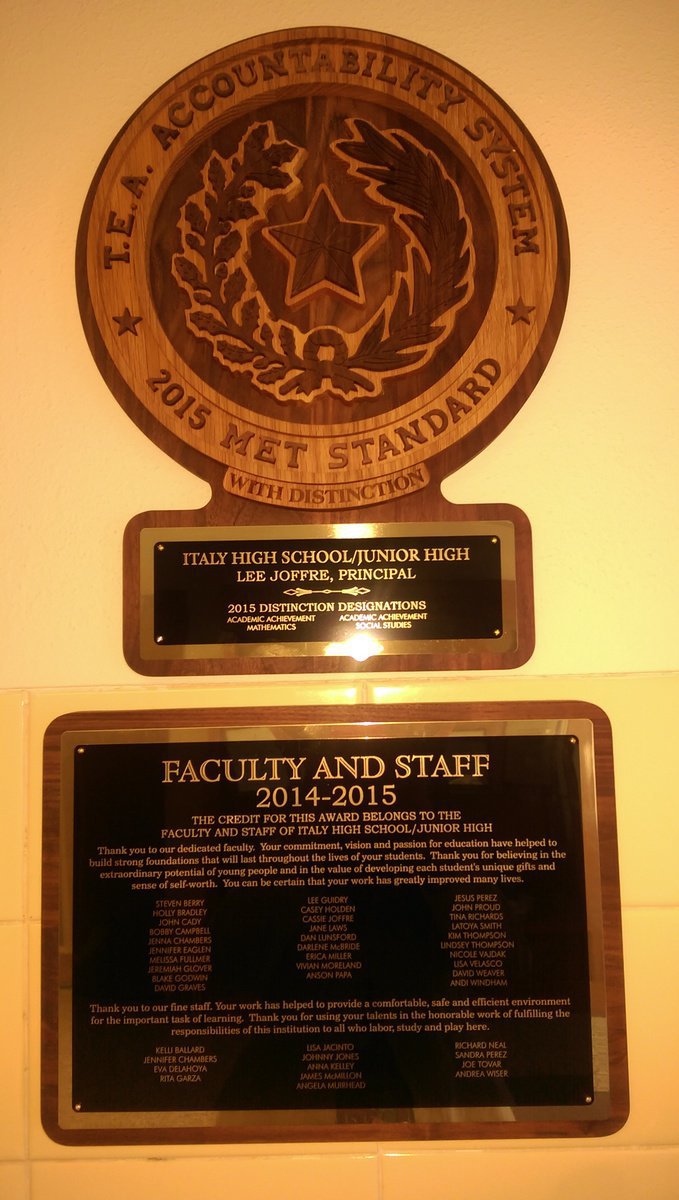 T.E.A. ACCOUNTABILITY SYSTEM
2015 MET STANDARD
WITH DISTINCTION
ITALY HIGH SCHOOL/JUNIOR HIGH
LEE JOFFRE, PRINCIPAL
2015 DISTINCTION DESIGNATIONS
ACADEMIC ACHIEVEMENT
MATHEMATICS
ACADEMIC ACHIEVEMENT
SOCIAL STUDIES
FACULTY AND STAFF
2014-2015
THE CREDIT FOR THIS AWARD BELONGS TO THE
FACULTY AND STAFF OF ITALY HIGH SCHOOL/JUNIOR HIGH
Thank you to our dedicated faculty. Your commitment, vision and passion for education have helped to
build strong foundations that will last throughout the lives of your students. Thank you for believing in the
extraordinary potential of young people and in the value of developing each student's unique gifts and
sense of self-worth. You can be certain that your work has greatly improved many lives.
STEVEN BERRY
HOLLY BRADLEY
JOHN CADY
BOBBY CAMPBELL
JENNA CHAMBERS
JENNIFER EAGLEN
MELISSA FULLMER
JEREMIAH GLOVER
BLAKE GODWIN
DAVID GRAVES
LEE GUIDRY
CASEY HOLDEN
CASSIE JOFFRE
JANE LAWS
DAN LUNSFORD
DARLENE McBRIDE
ERICA MILLER
VIVIAN MORELAND
ANSON PAPA
JESUS PEREZ
JOHN PROUD
TINA RICHARDS
LATOYA SMITH
KIM THOMPSON
LINDSEY THOMPSON
NICOLE VAJDAK
LISA VELASCO
DAVID WEAVER
ANDI WINDHAM
Thank you to our fine staff. Your work has helped to provide a comfortable, safe and efficient environment
for the important task of learning. Thank you for using your talents in the honorable work of fulfilling the
responsibilities of this institution to all who labor, study and play here.
KELLI BALLARD
JENNIFER CHAMBERS
EVA DELAHOYA
RITA GARZA
LISA JACINTO
JOHNNY JONES
ANNA KELLEY
JAMES McMILLON
ANGELA MUIRHEAD
RICHARD NEAL
SANDRA PEREZ
JOE TOVAR
ANDREA WISER